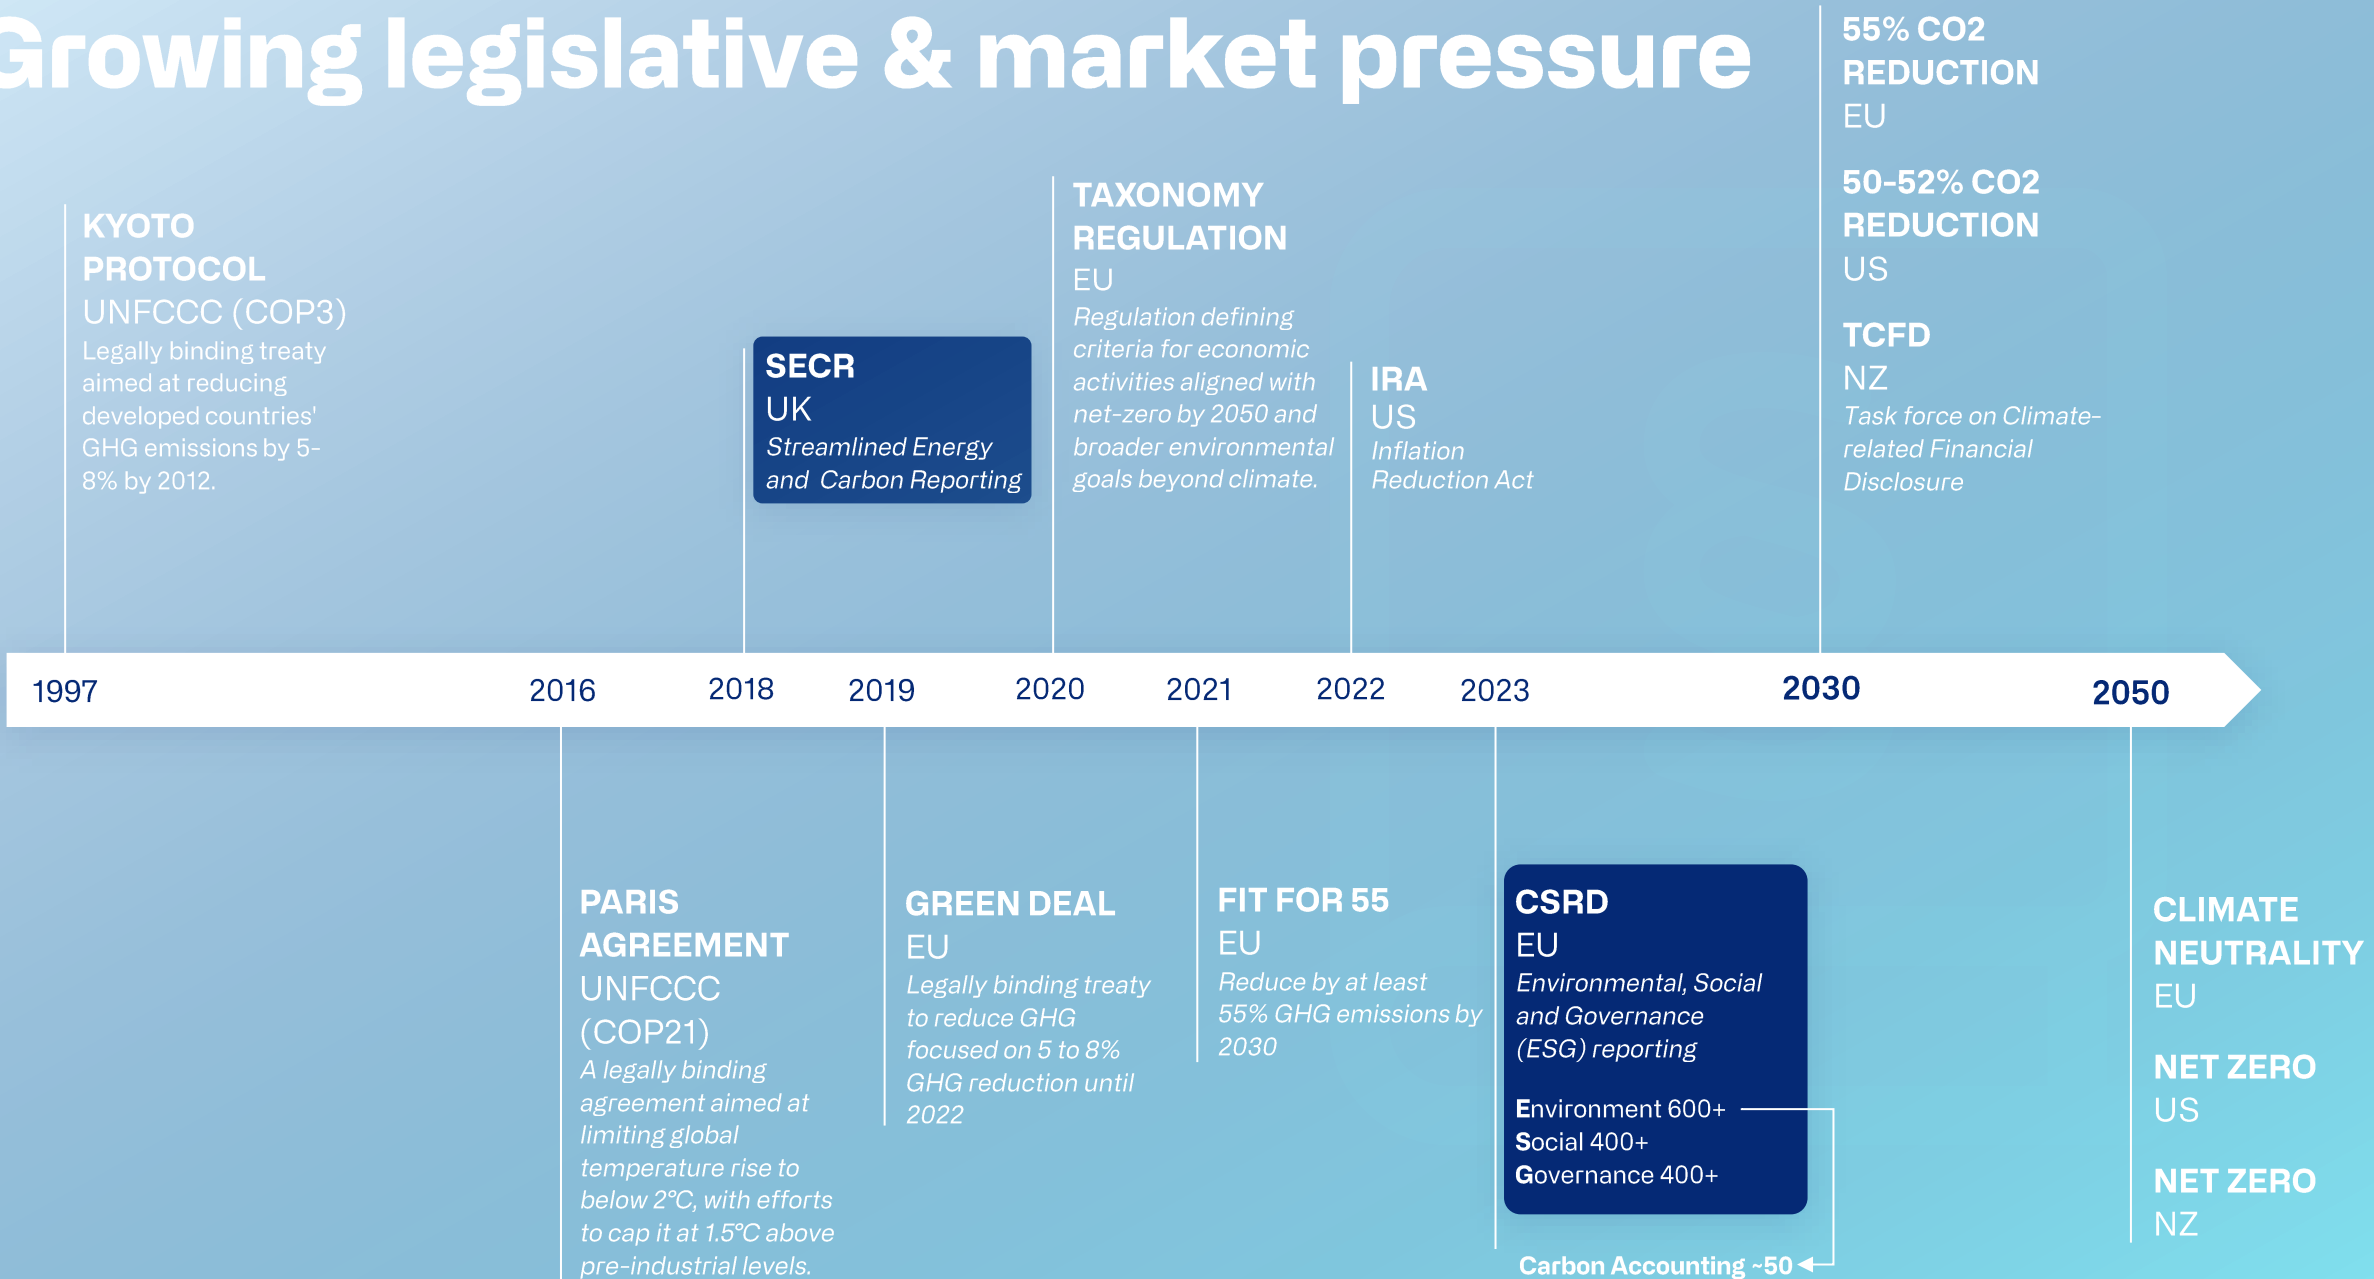 Growing legislative & market pressure
KYOTO
PROTOCOL
UNFCCC (COP3)
Legally binding treaty
aimed at reducing
developed countries'
GHG emissions by 5-
8% by 2012.
SECR
UK
Streamlined Energy
and Carbon Reporting
TAXONOMY
REGULATION
EU
Regulation defining
criteria for economic
activities aligned with
net-zero by 2050 and
broader environmental
goals beyond climate.
IRA
US
Inflation
Reduction Act
55% CO2
REDUCTION
EU
50-52% CO2
REDUCTION
US
TCFD
NZ
Task force on Climate-
related Financial
Disclosure
1997 2016 2018 2019 2020 2021 2022 2023 2030 2050
PARIS
AGREEMENT
UNFCCC
(COP21)
A legally binding
agreement aimed at
limiting global
temperature rise to
below 2°C, with efforts
to cap it at 1.5°C above
pre-industrial levels.
GREEN DEAL
EU
Legally binding treaty
to reduce GHG
focused on 5 to 8%
GHG reduction until
2022
FIT FOR 55
EU
Reduce by at least
55% GHG emissions by
2030
CSRD
EU
Environmental, Social
and Governance
(ESG) reporting
Environment 600+
Social 400+
Governance 400+
Carbon Accounting ~50
CLIMATE
NEUTRALITY
EU
NET ZERO
US
NET ZERO
NZ